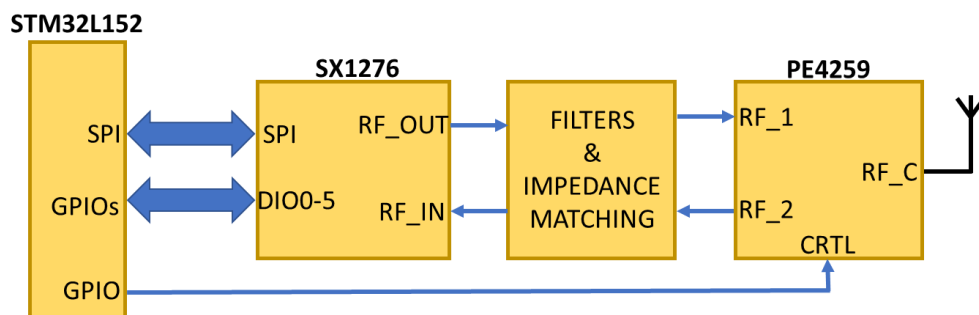 STM32L152
SPI
GPIOs
GPIO
SX1276
SPI
DIO0-5
RF_OUT
RF_IN
FILTERS
&
IMPEDANCE
MATCHING
PE4259
RF_1
RF_2
RF_C
CRTL